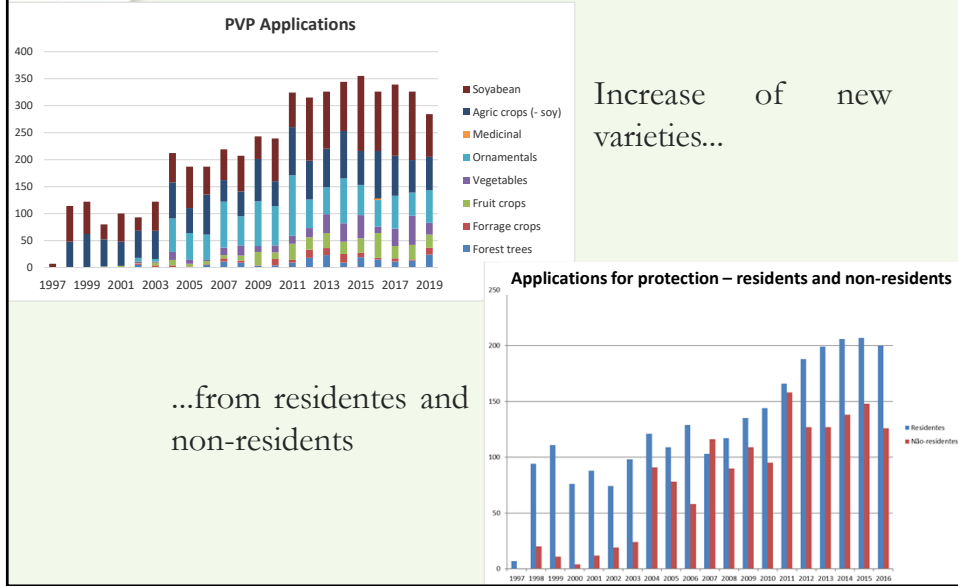 PVP Applications
400
350
300
250
200
150
100
50
0
1997 1999 2001 2003 2005 2007 2009 2011 2013 2015 2017 2019
Soyabean
Agric crops (- soy)
Medicinal
Ornamentals
Vegetables
Fruit crops
Forrage crops
Forest trees
Increase of new
varieties...
Applications for protection – residents and non-residents
250
200
150
100
50
0
1997 1998 1999 2000 2001 2002 2003 2004 2005 2006 2007 2008 2009 2010 2011 2012 2013 2014 2015 2016
Residentes
Não-residentes
...from residentes and
non-residents